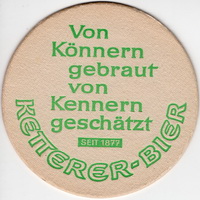 Von
Könnern
gebraut
von
Kennern
geschätzt
SEIT 1877
KETTERER-BIER